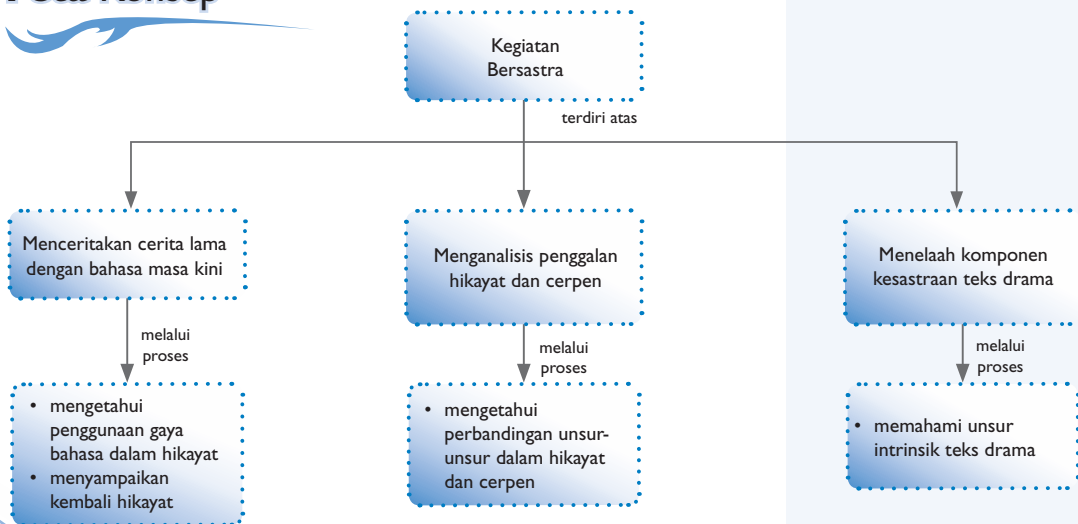 Peta Konsep
Kegiatan
Bersastra
terdiri atas
Menceritakan cerita lama
dengan bahasa masa kini
Menganalisis penggalan
hikayat dan cerpen
Menelaah komponen
kesastraan teks drama
melalui
proses
melalui
proses
melalui
proses
• mengetahui
penggunaan gaya
bahasa dalam hikayat
• menyampaikan
kembali hikayat
• mengetahui
perbandingan unsur-
unsur dalam hikayat
dan cerpen
• memahami unsur
intrinsik teks drama